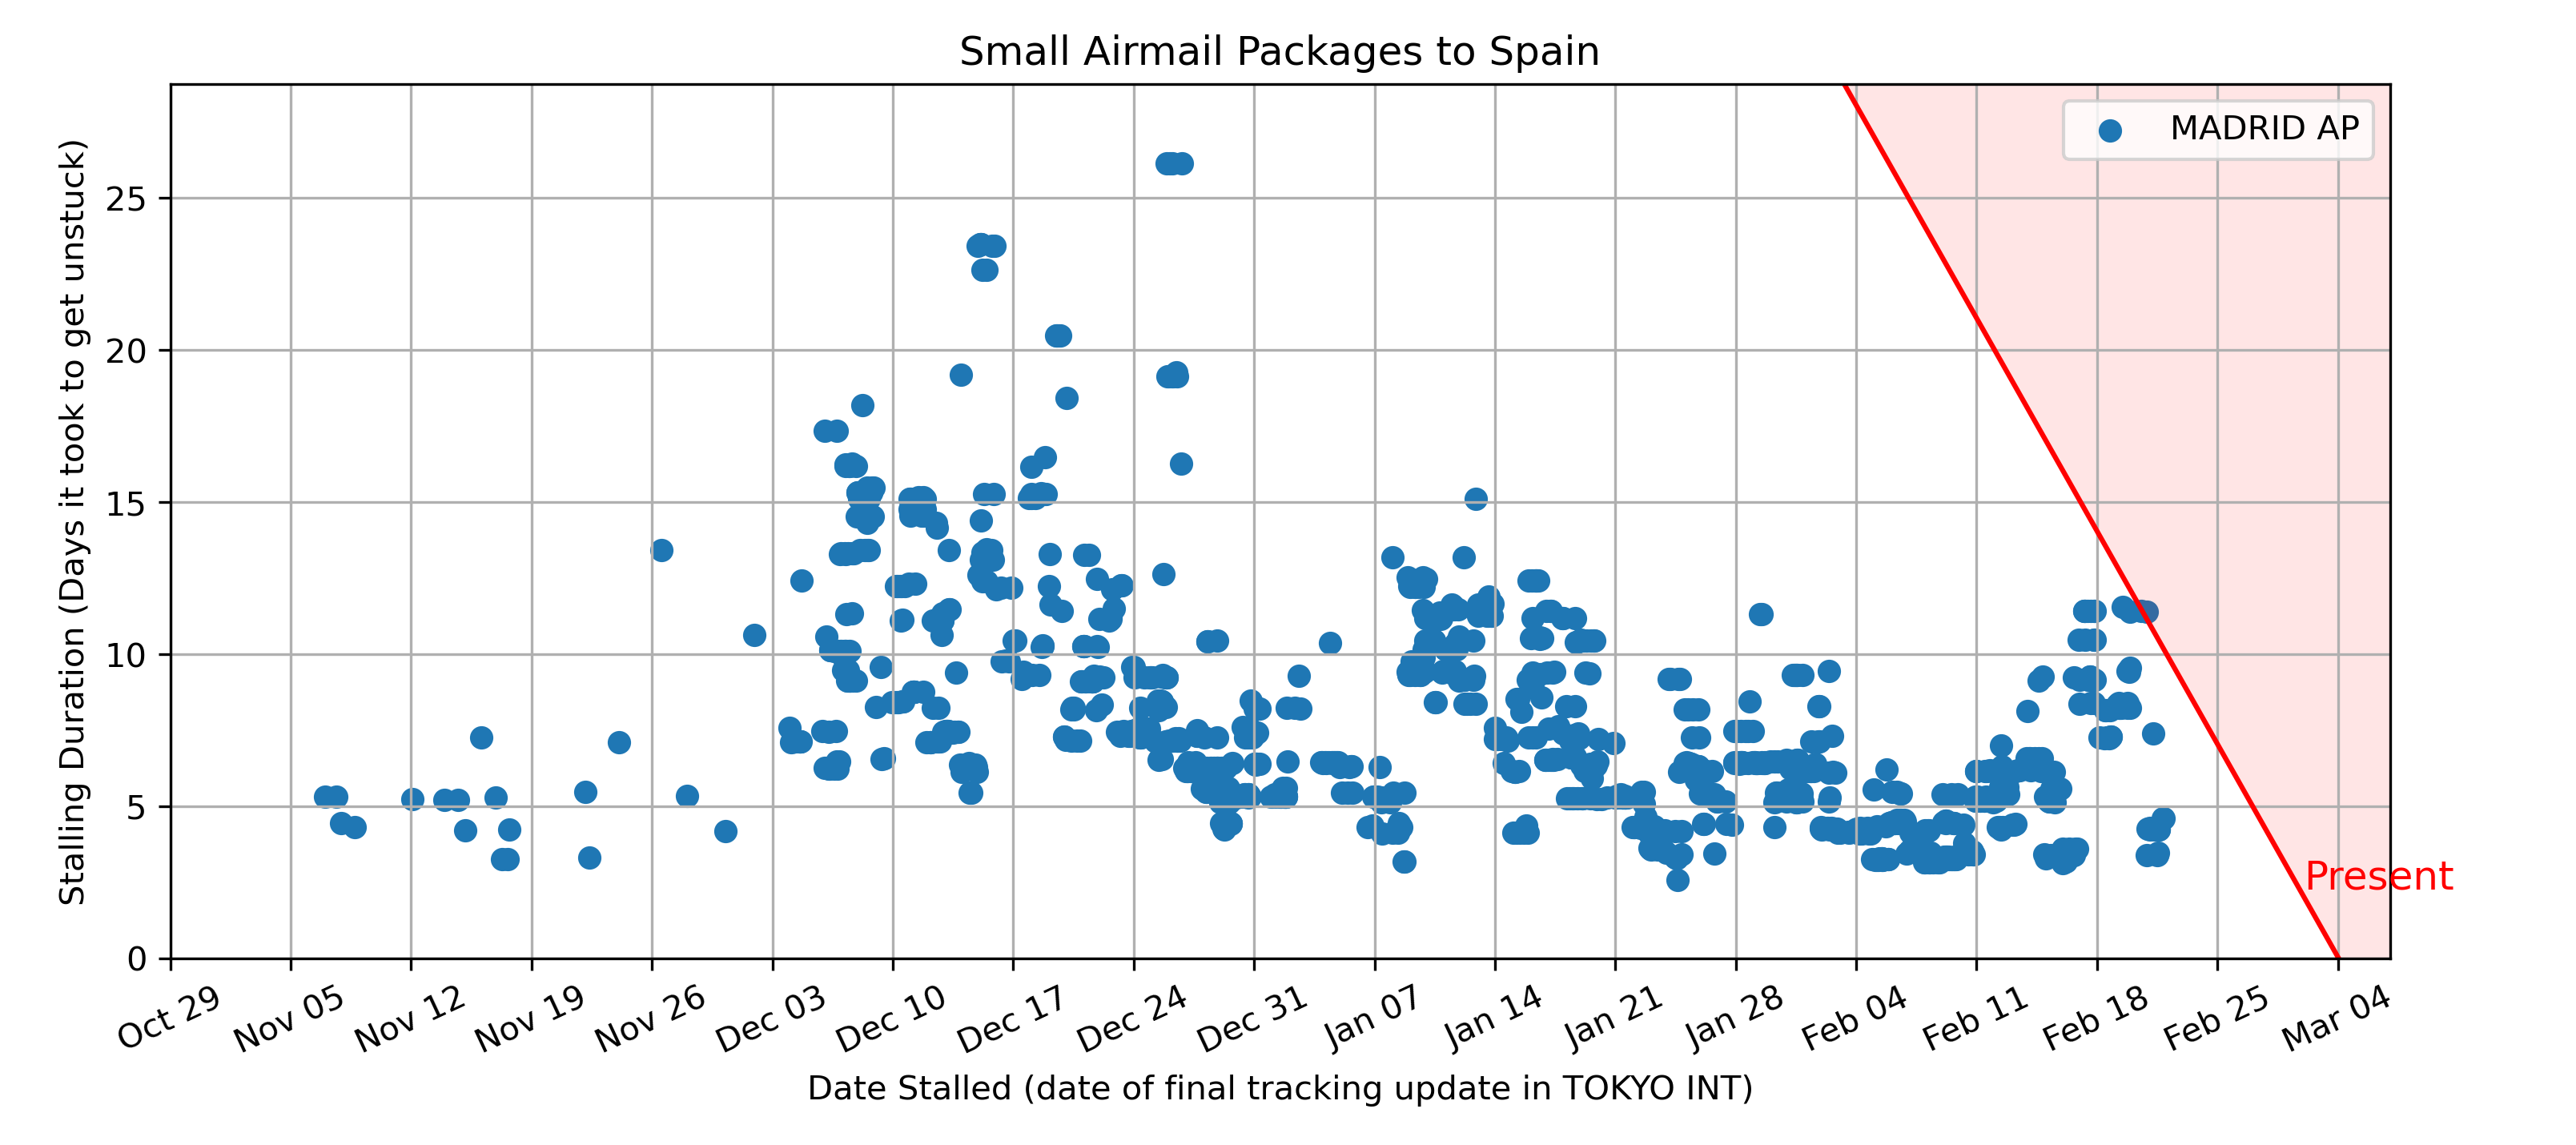 Small Airmail Packages to Spain
MADRID AP
Stalling Duration (Days it took to get unstuck)
25
20
15
10
5
0
Present
Oct 29 Nov 05 Nov 12 Nov 19 Nov 26 Dec 03 Dec 10 Dec 17 Dec 24 Dec 31 Jan 07 Jan 14 Jan 21 Jan 28 Feb 04 Feb 11 Feb 18 Feb 25 Mar 04
Date Stalled (date of final tracking update in TOKYO INT)